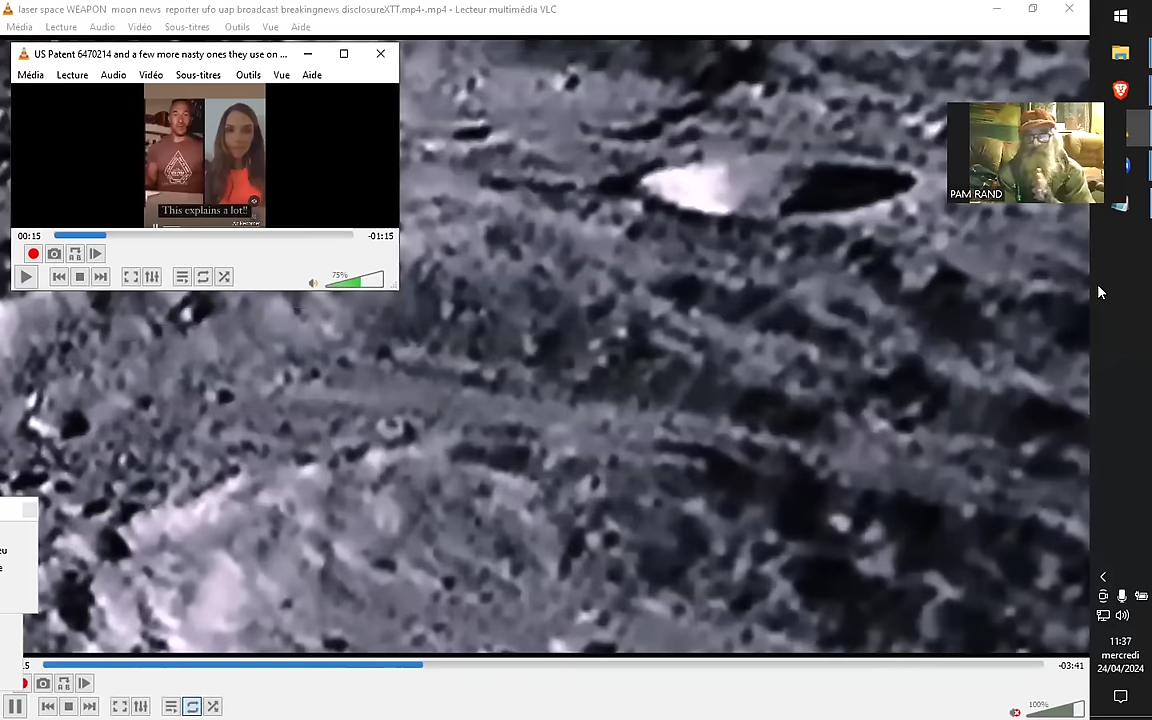 laser space WEAPON moon news reporter ufo uap broadcast breakingnews disclosureXTT.mp4-.mp4 - Lecteur multimédia VLC
Média Lecture Audio Vidéo Sous-titres Outils Vue Aide
US Patent 6470214 and a few more nasty ones they use on ...
Média Lecture Audio Vidéo Sous-titres Outils Vue Aide
This explains a lot!!
00:15 -01:15
75%
PAM RAND
eu
e
15 -03:41
100%
11:37
mercredi
24/04/2024